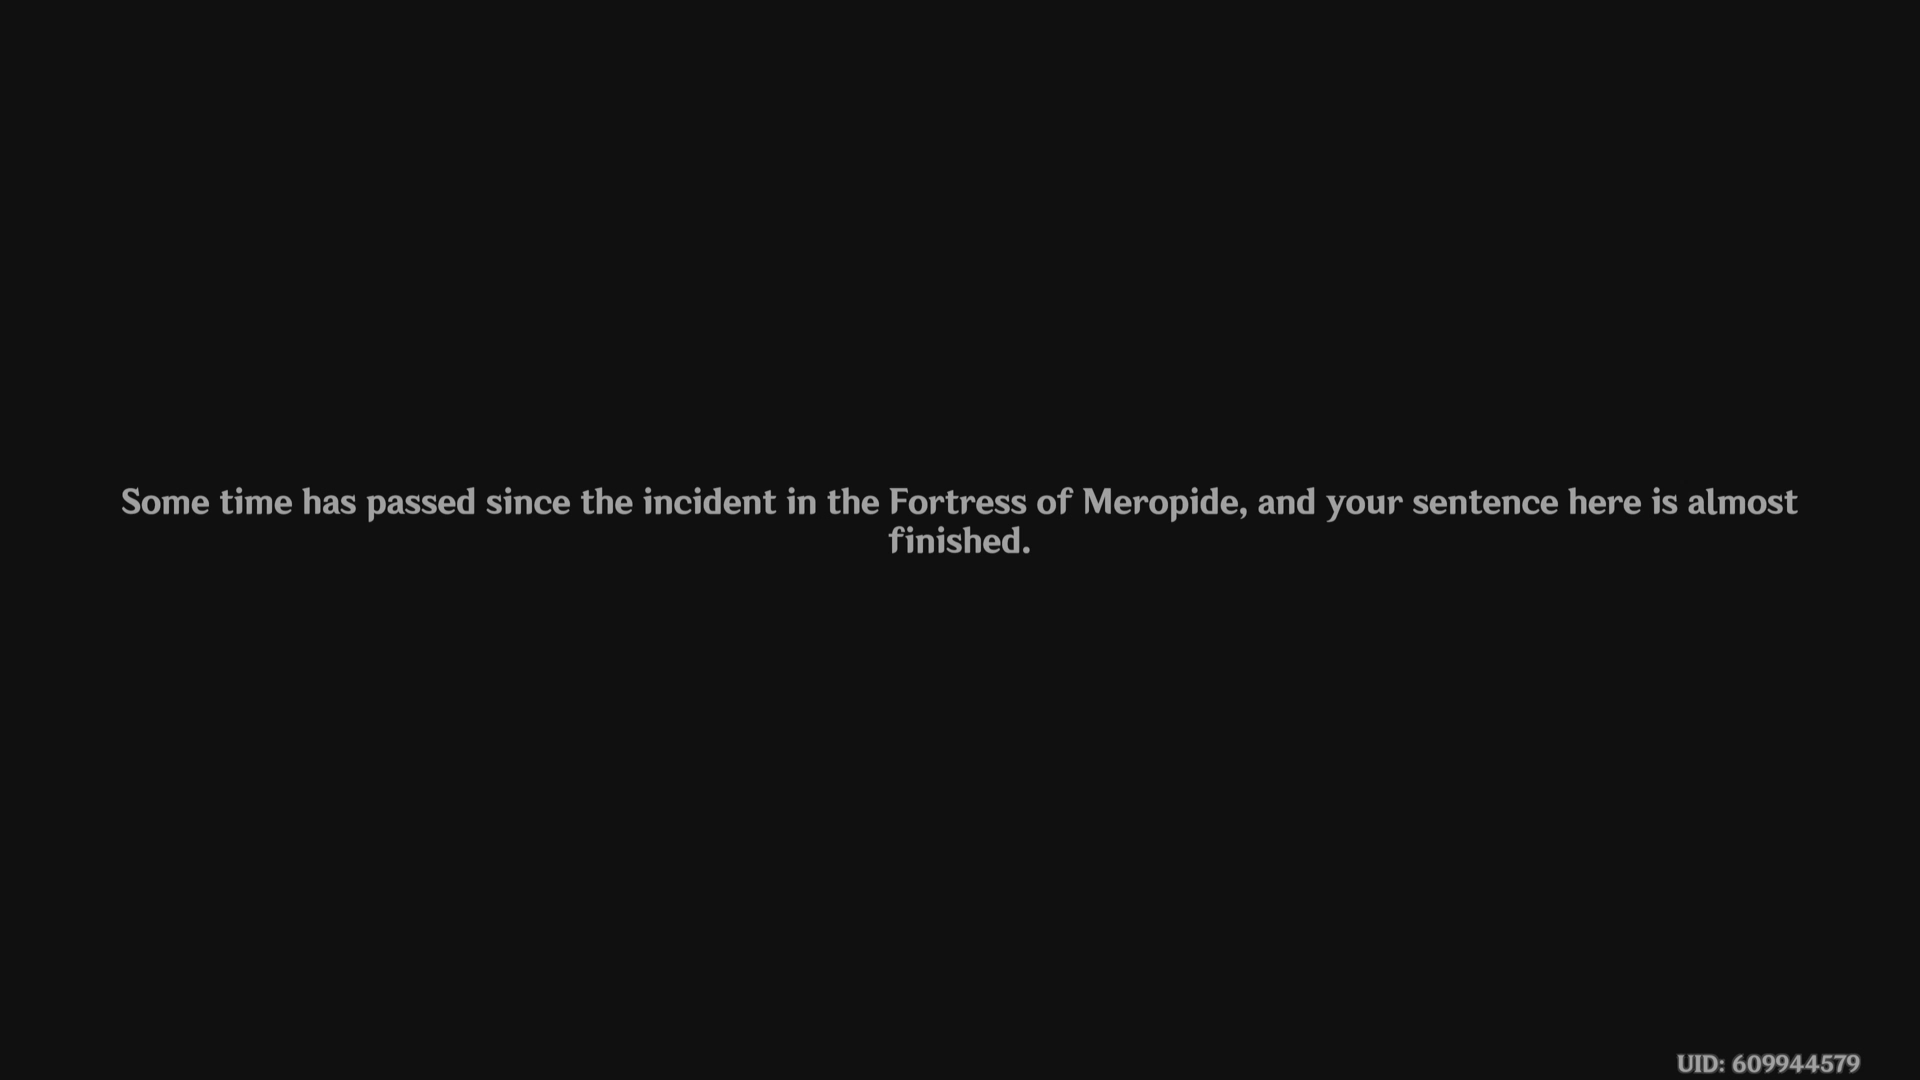 Some time has passed since the incident in the Fortress of Meropide, and your sentence here is almost
finished.
UID: 609944579